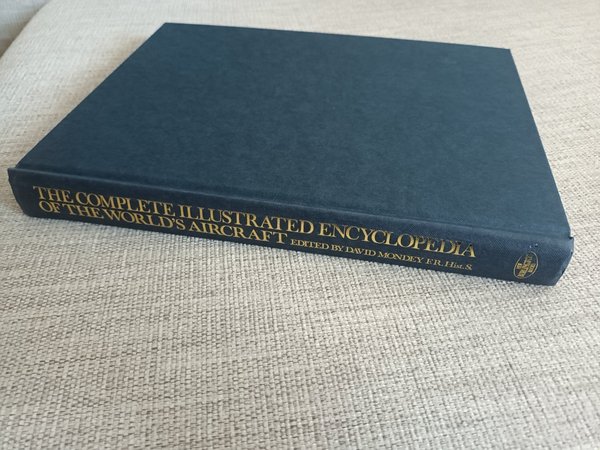 THE COMPLETE ILLUSTRATED ENCYCLOPEDIA
OF THE WORLD'S AIRCRAFT EDITED BY DAVID MONDEY F.R.Hist.S.